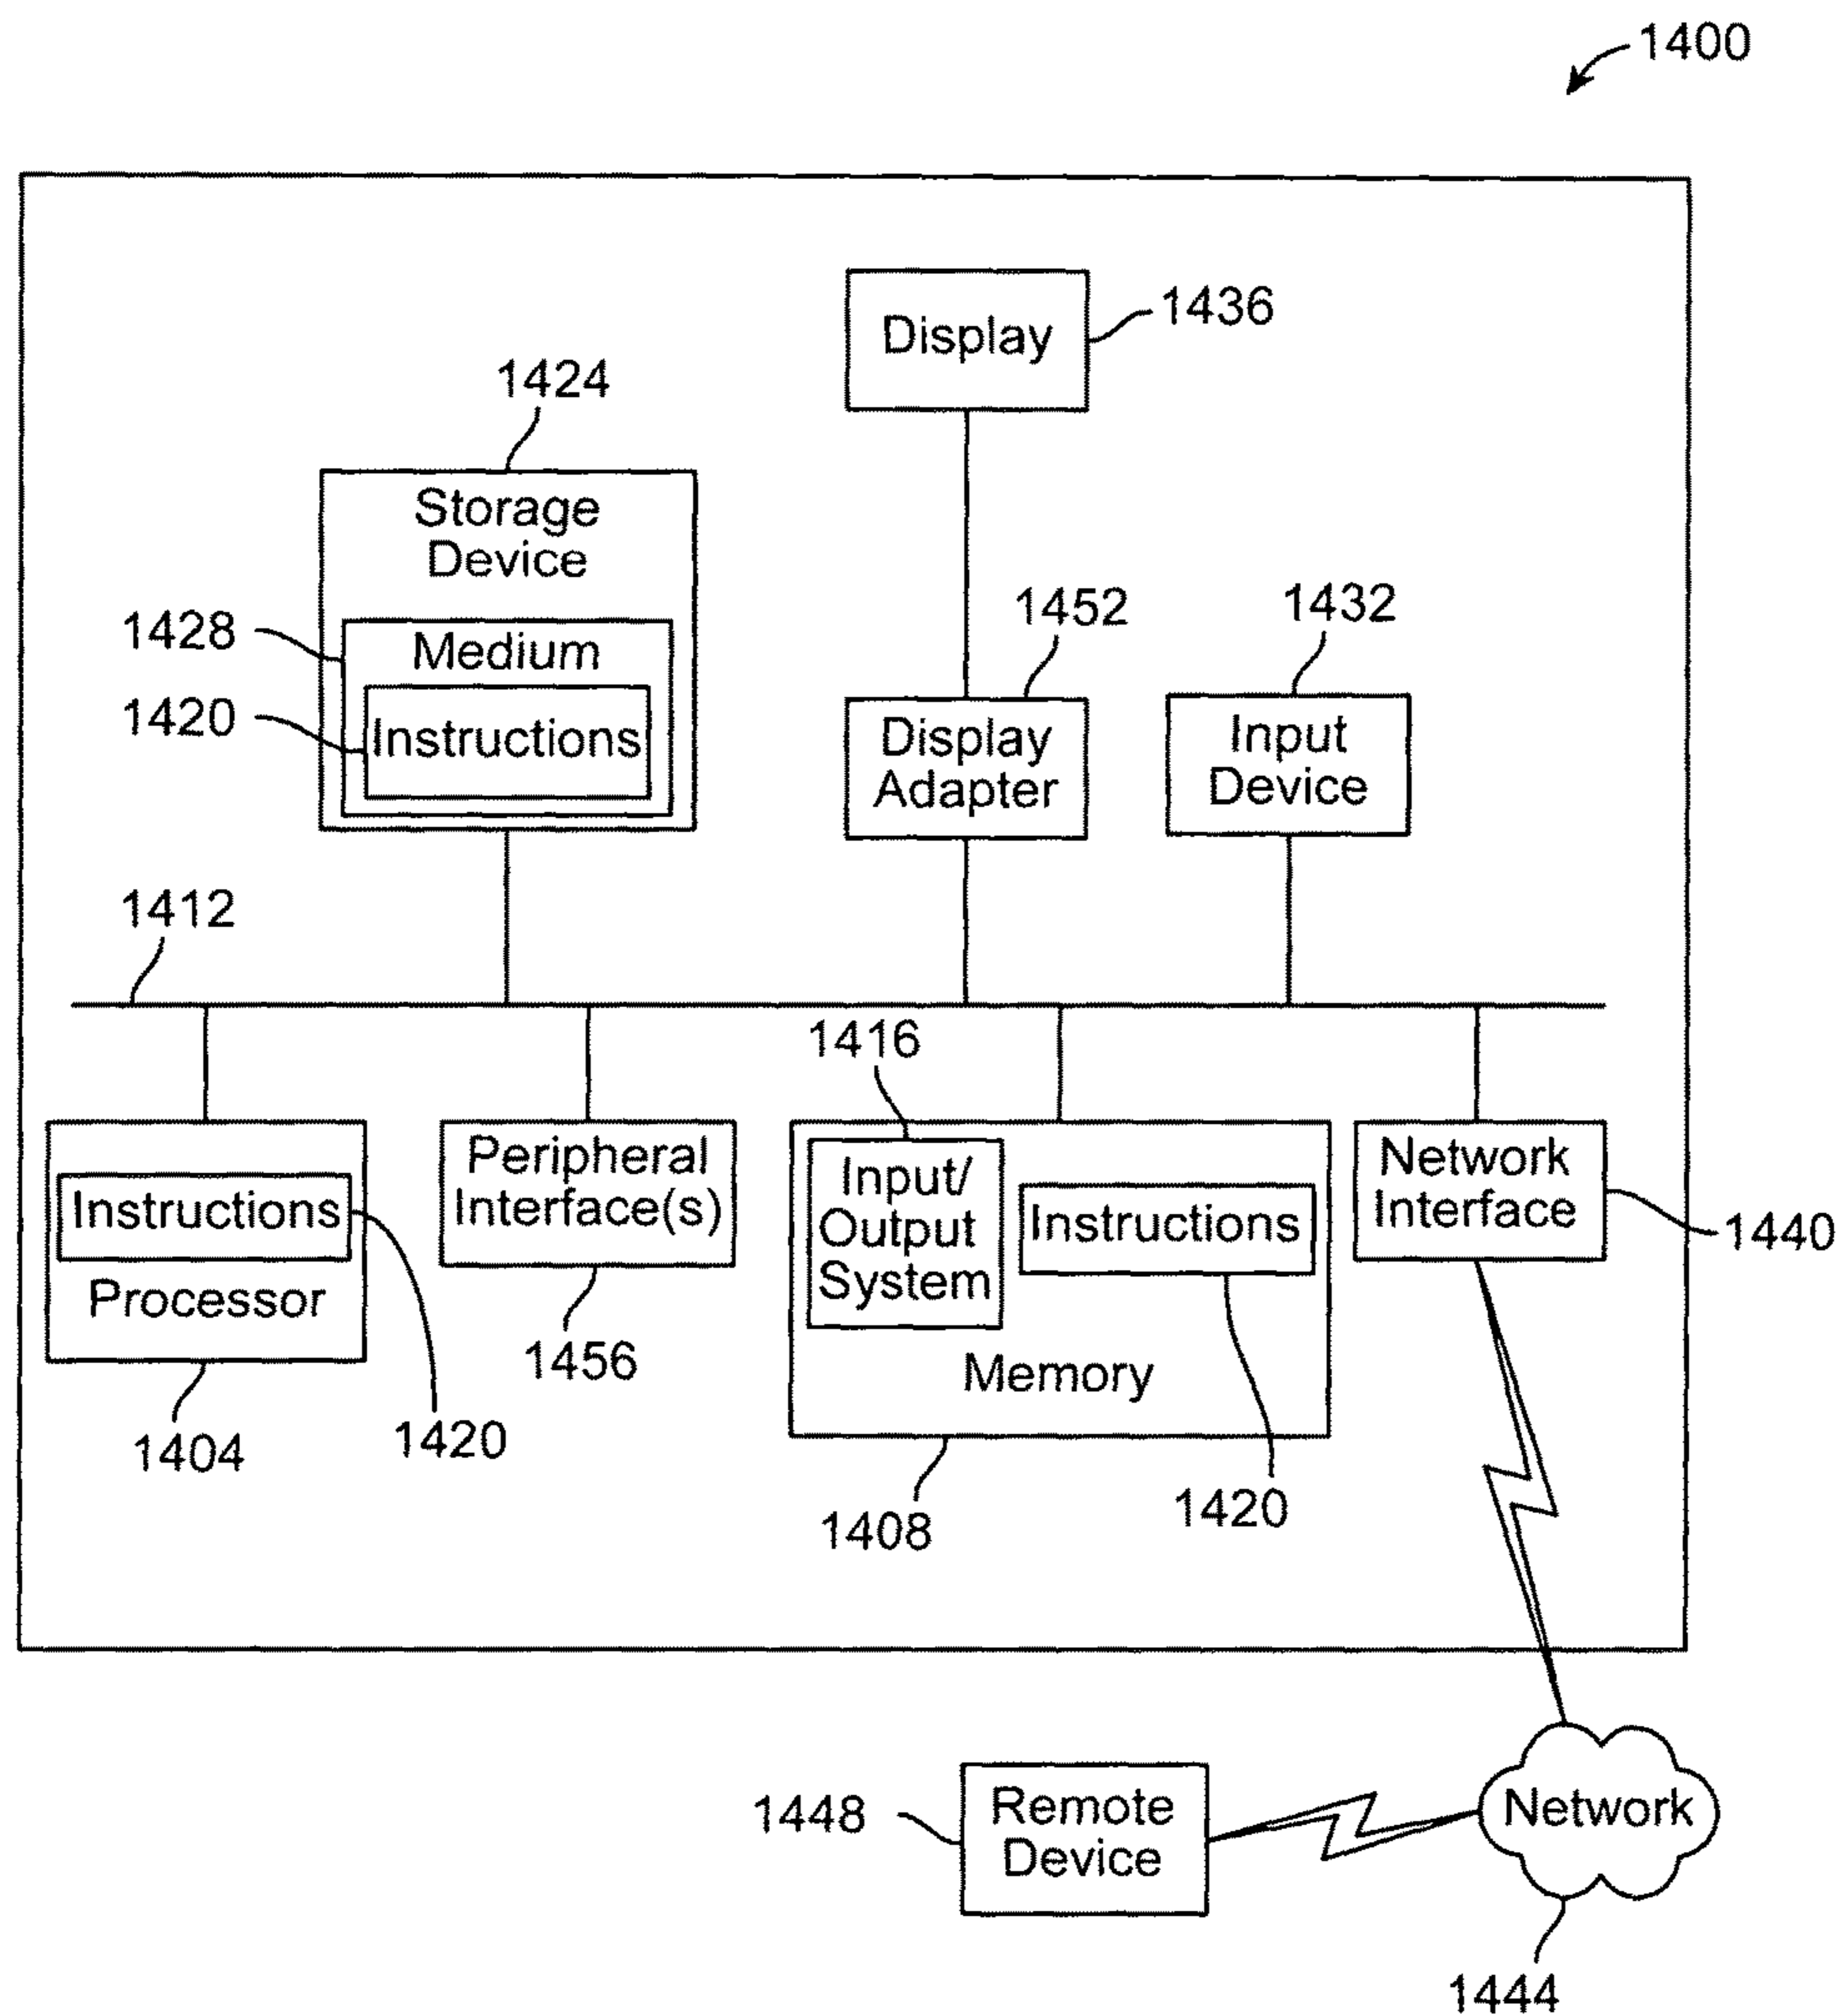 1400
Display
1436
1424
Storage
Device
1428
Medium
1420
Instructions
1452
Display
Adapter
1432
Input
Device
1412
1416
Instructions
Processor
1404
1420
Peripheral
Interface(s)
1456
Input/
Output
System
Instructions
Memory
1408
1420
Network
Interface
1440
1448
Remote
Device
Network
1444